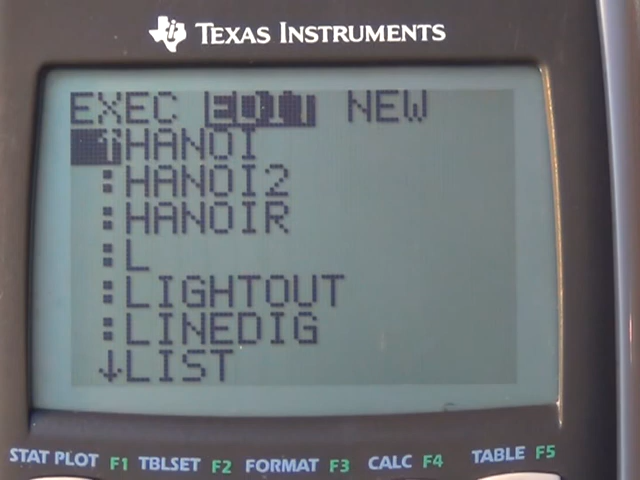 TEXAS INSTRUMENTS
EXEC EDIT NEW
↑HANOI
:HANOI2
:HANOIR
:L
:LIGHTOUT
:LINEDIG
↓LIST
STAT PLOT F1 TBLSET F2 FORMAT F3 CALC F4 TABLE F5